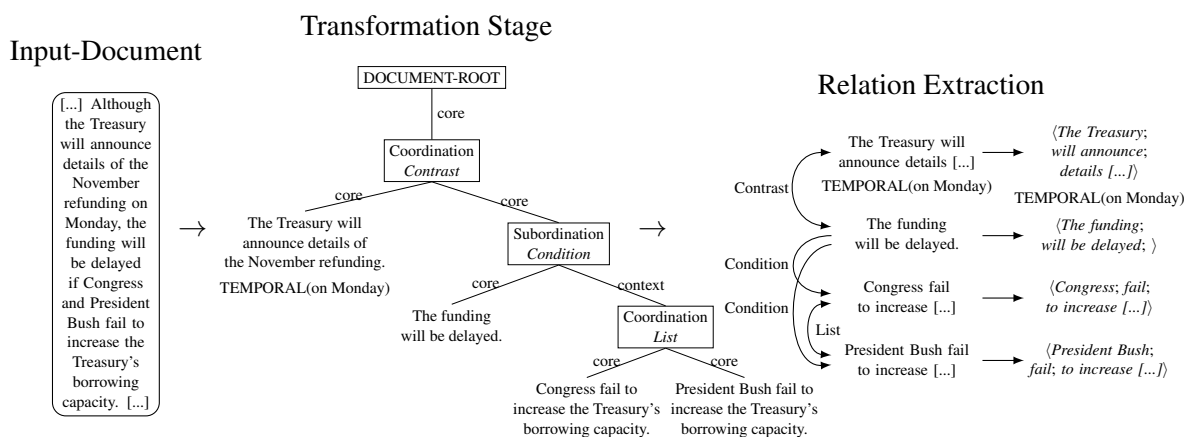 Input-Document
[...] Although
the Treasury
will announce
details of the
November
refunding on
Monday, the
funding will
be delayed
if Congress
and President
Bush fail to
increase the
Treasury's
borrowing
capacity. [...]
→
Transformation Stage
DOCUMENT-ROOT
core
Coordination
Contrast
core
core
The Treasury will
announce details of
the November refunding.
TEMPORAL(on Monday)
Subordination
Condition
core
context
The funding
will be delayed.
Coordination
List
core
core
Congress fail to
increase the Treasury's
borrowing capacity.
President Bush fail to
increase the Treasury's
borrowing capacity.
→
Relation Extraction
The Treasury will
announce details [...]
TEMPORAL(on Monday)
⟨The Treasury;
will announce;
details [...]⟩
TEMPORAL(on Monday)
Contrast
The funding
will be delayed.
⟨The funding;
will be delayed; ⟩
Condition
Congress fail
to increase [...]
⟨Congress; fail;
to increase [...]⟩
Condition
List
President Bush fail
to increase [...]
⟨President Bush;
fail; to increase [...]⟩